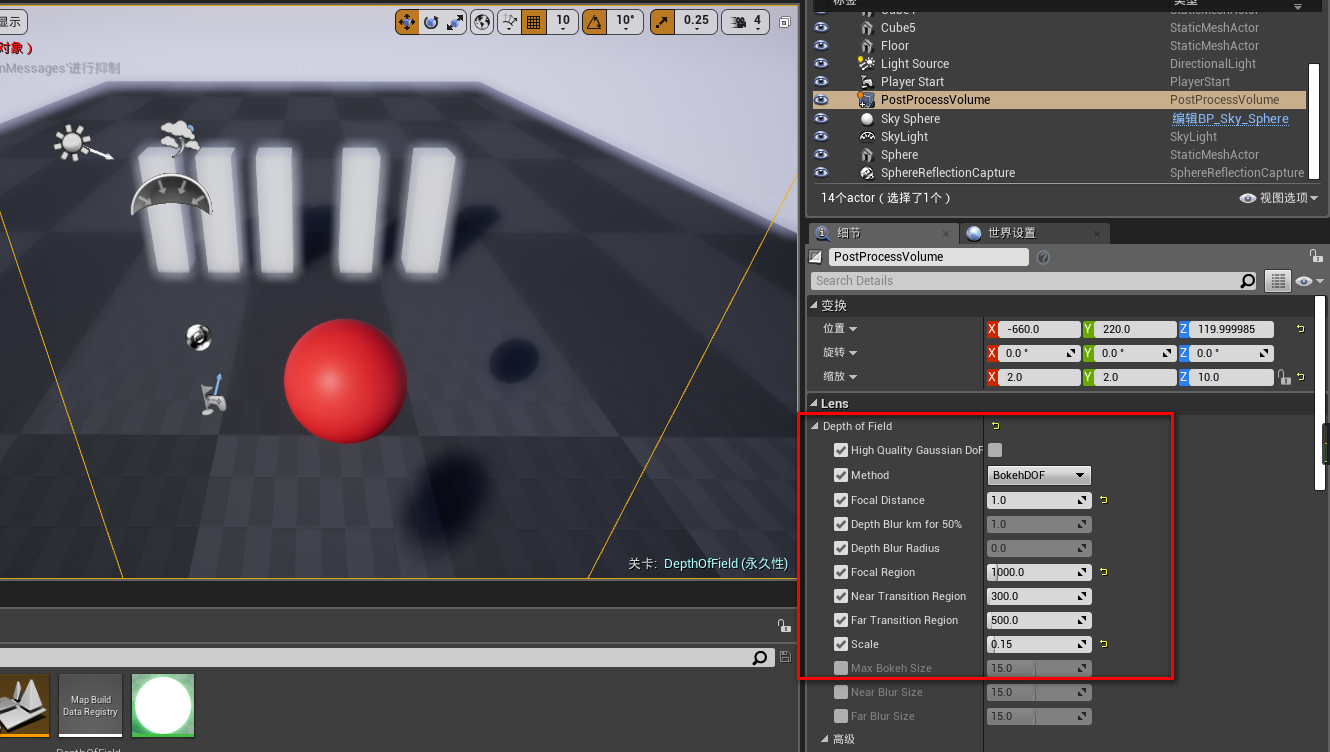 显示
10
10°
0.25
4
对象 )
nMessages'进行抑制
关卡: DepthOfField (永久性)
Map Build
Data Registry
DepthOfField
标签 类型
Cube4 StaticMeshActor
Cube5 StaticMeshActor
Floor StaticMeshActor
Light Source DirectionalLight
Player Start PlayerStart
PostProcessVolume PostProcessVolume
Sky Sphere 编辑BP_Sky_Sphere
SkyLight SkyLight
Sphere StaticMeshActor
SphereReflectionCapture SphereReflectionCapture
14个actor ( 选择了1个 ) 视图选项
细节 世界设置
PostProcessVolume
Search Details
变换
位置 X -660.0 Y 220.0 Z 119.999985
旋转 X 0.0 ° Y 0.0 ° Z 0.0 °
缩放 X 2.0 Y 2.0 Z 10.0
Lens
Depth of Field
High Quality Gaussian DoF
Method BokehDOF
Focal Distance 1.0
Depth Blur km for 50% 1.0
Depth Blur Radius 0.0
Focal Region 1000.0
Near Transition Region 300.0
Far Transition Region 500.0
Scale 0.15
Max Bokeh Size 15.0
Near Blur Size 15.0
Far Blur Size 15.0
高级